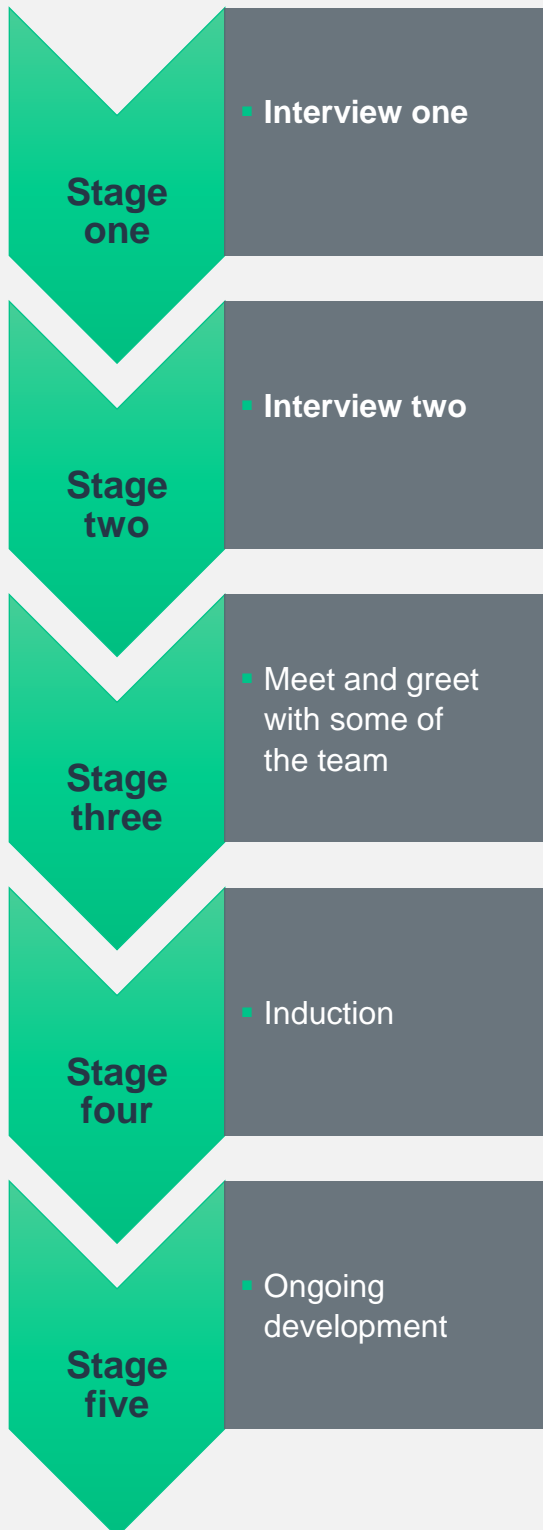 Stage
one
▪ Interview one
Stage
two
▪ Interview two
Stage
three
▪ Meet and greet
with some of
the team
Stage
four
▪ Induction
Stage
five
▪ Ongoing
development